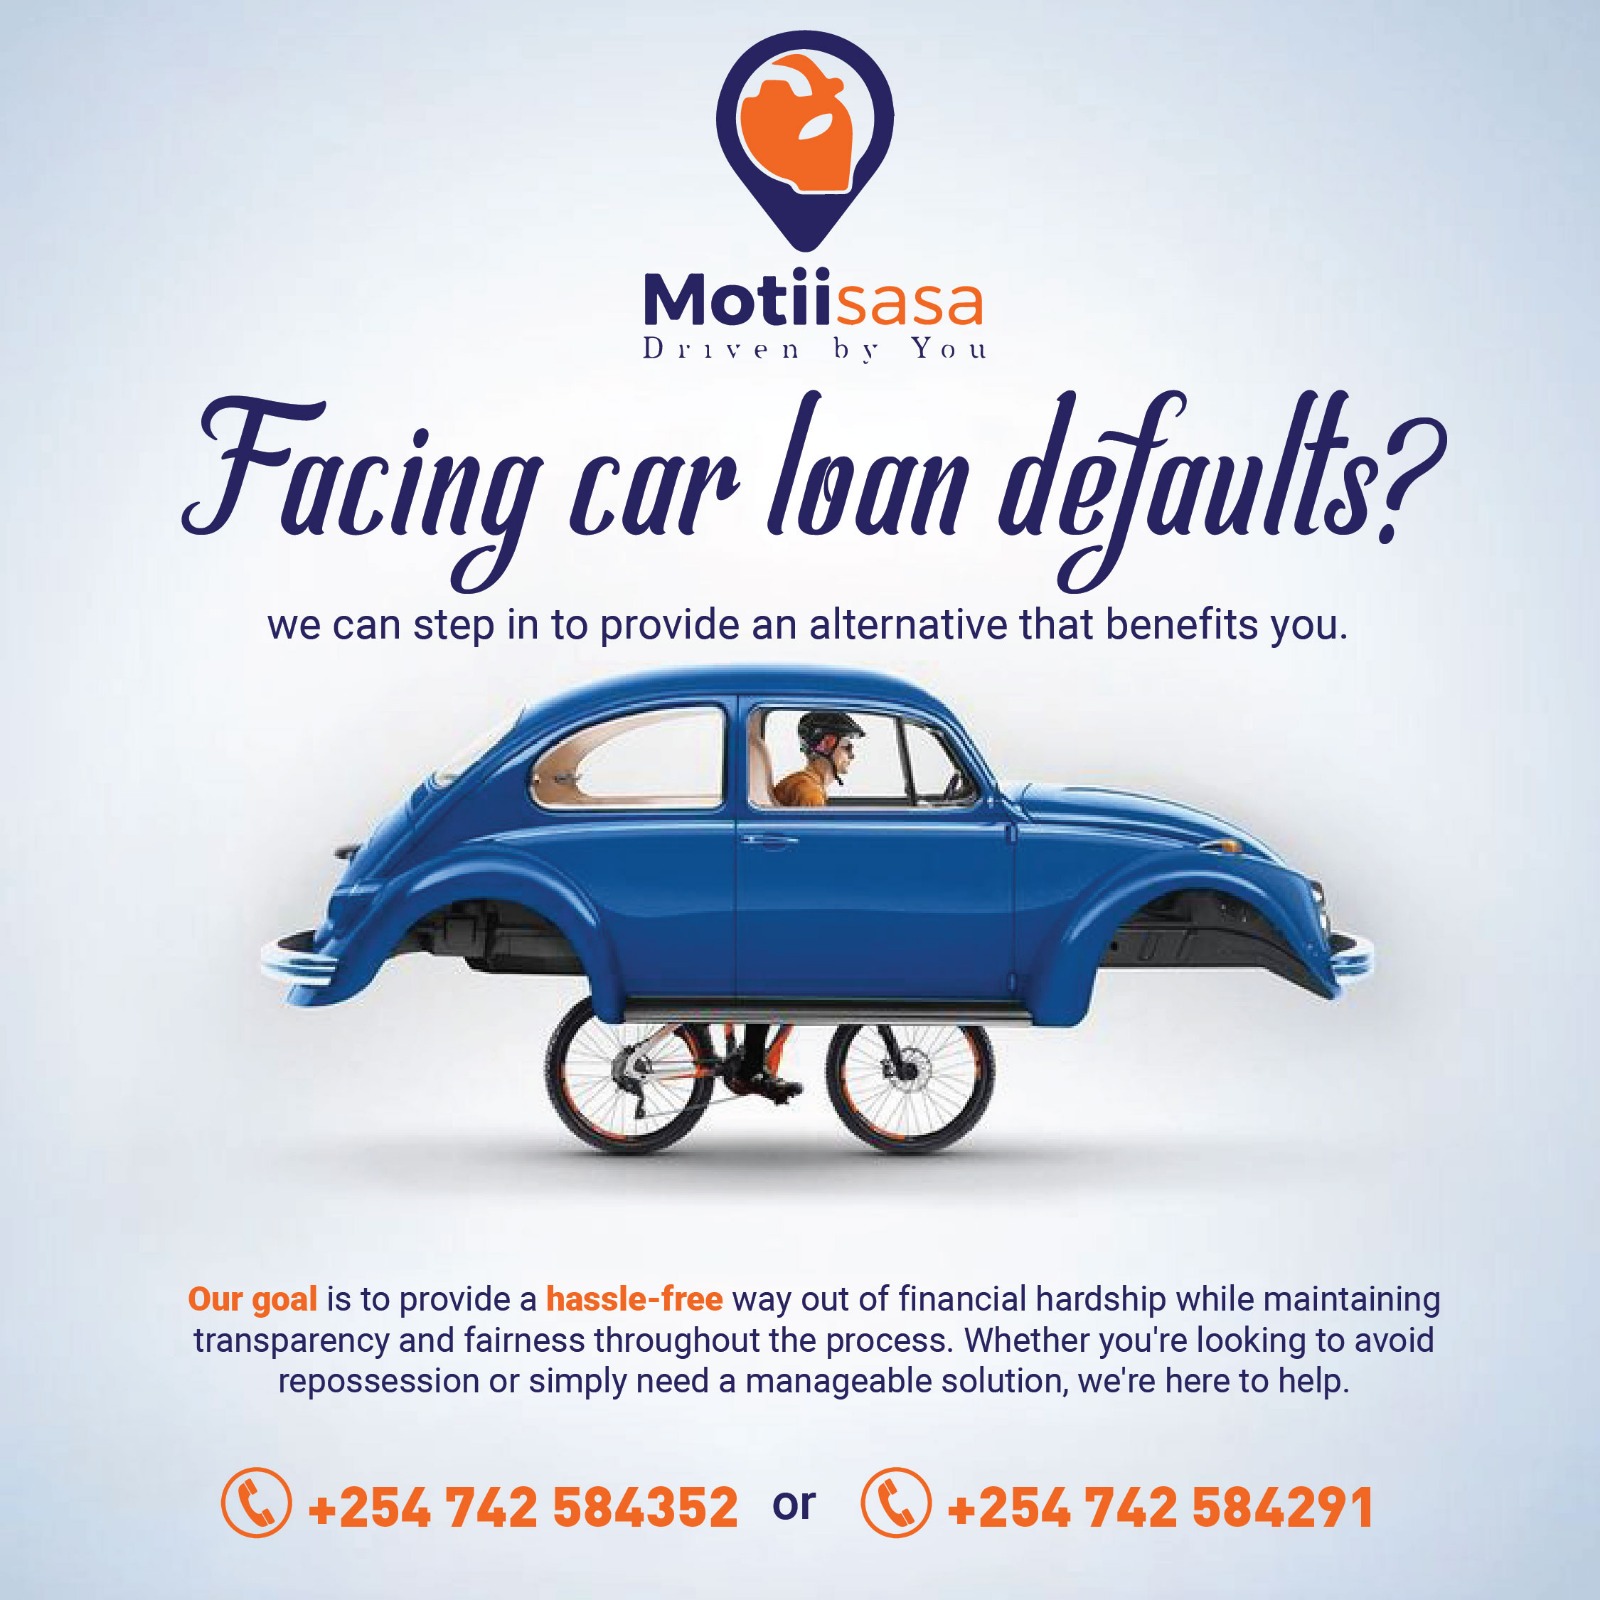 Motiisasa
Driven by You
Facing car loan defaults?
we can step in to provide an alternative that benefits you.
Our goal is to provide a hassle-free way out of financial hardship while maintaining
transparency and fairness throughout the process. Whether you're looking to avoid
repossession or simply need a manageable solution, we're here to help.
+254 742 584352 or +254 742 584291